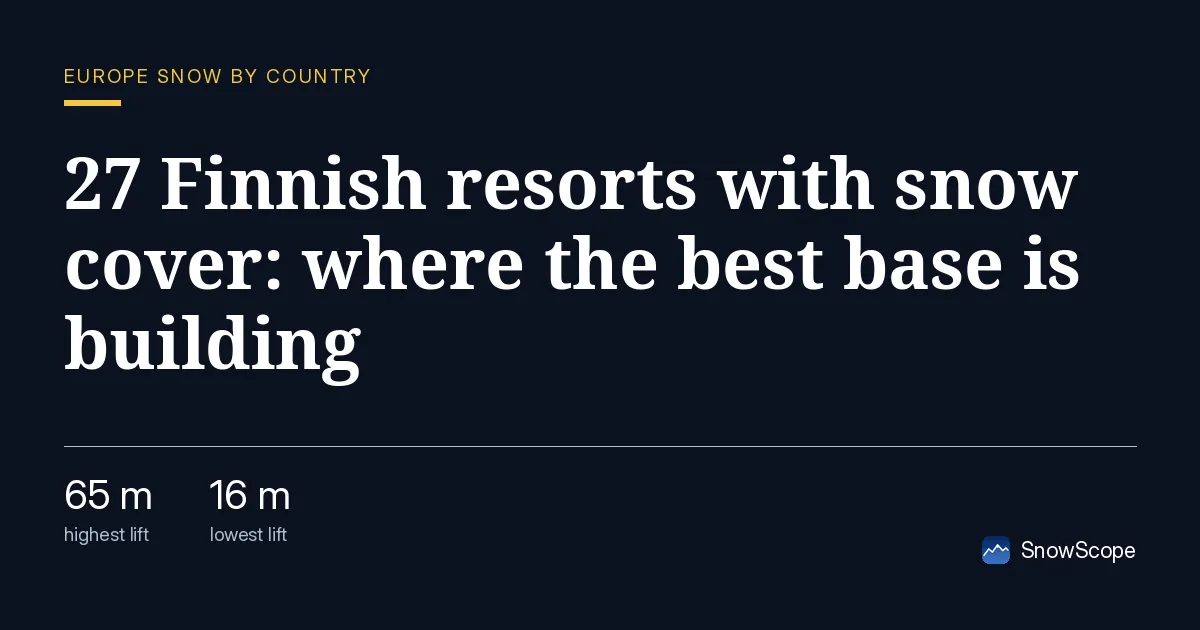 EUROPE SNOW BY COUNTRY
27 Finnish resorts with snow
cover: where the best base is
building
65 m
16 m
highest lift
lowest lift
SnowScope